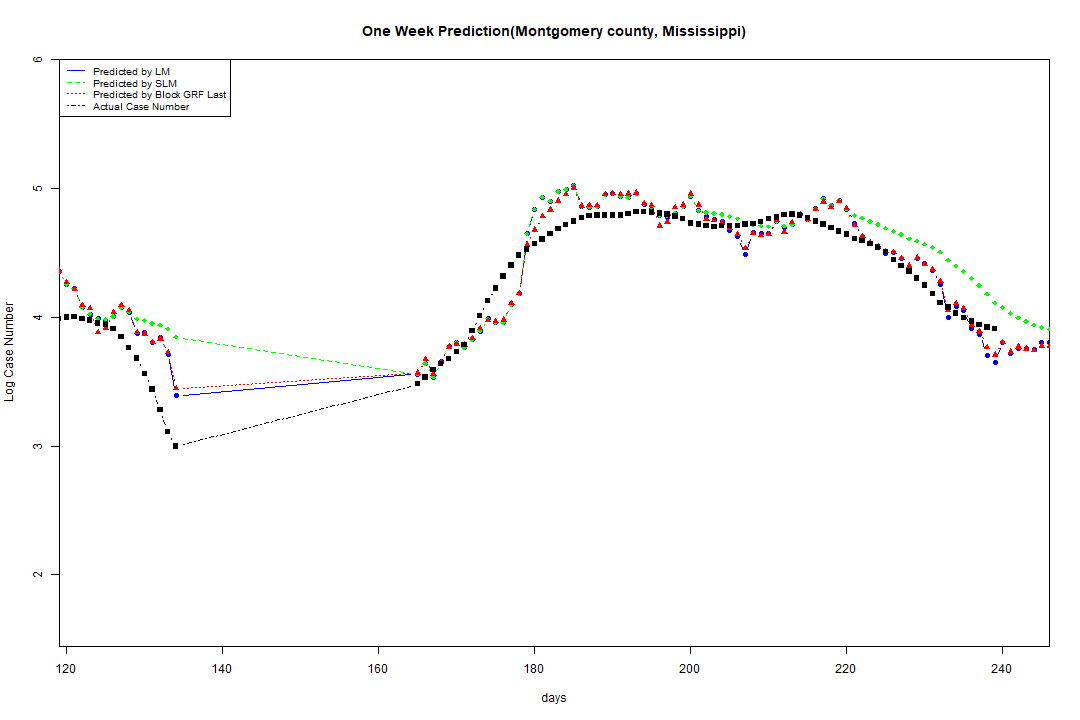 One Week Prediction(Montgomery county, Mississippi)
6
Predicted by LM
Predicted by SLM
Predicted by Block GRF Last
Actual Case Number
5
4
3
2
Log Case Number
120 140 160 180 200 220 240
days